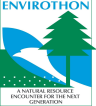 ENVIROTHON
A NATURAL RESOURCE
ENCOUNTER FOR THE NEXT
GENERATION